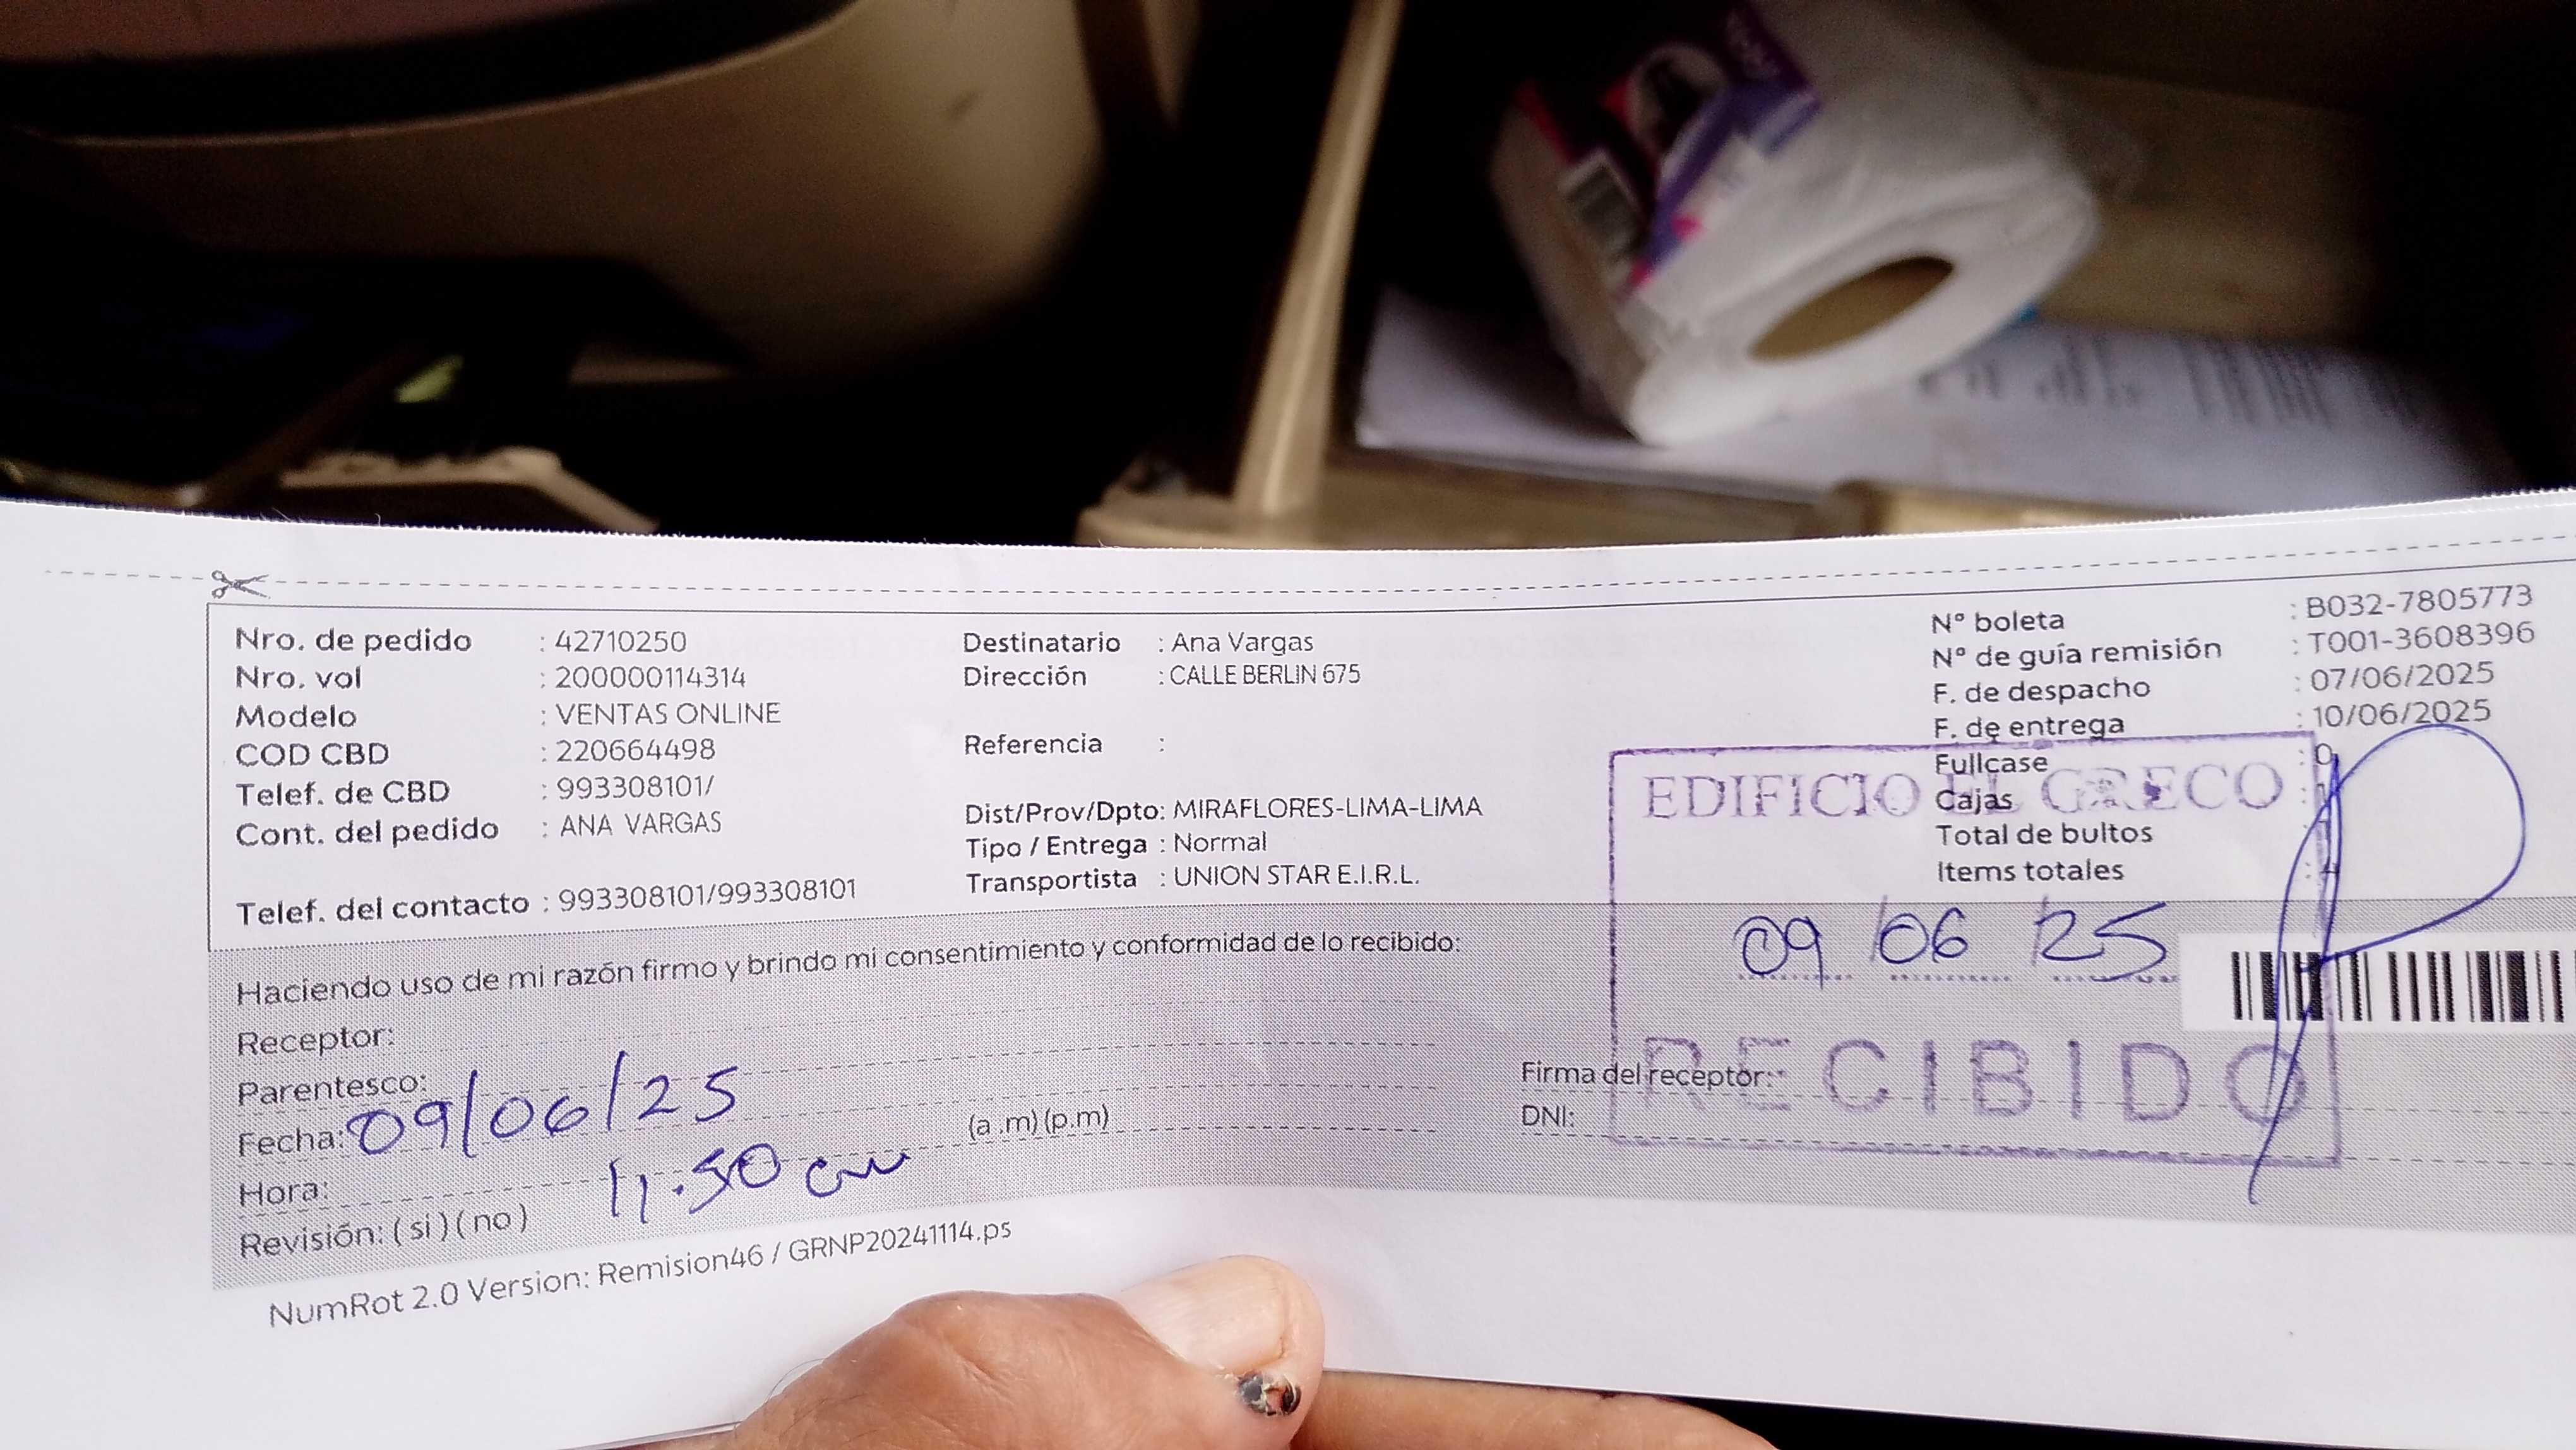 Nro. de pedido : 42710250
Nro. vol : 200000114314
Modelo : VENTAS ONLINE
COD CBD : 220664498
Telef. de CBD : 993308101/
Cont. del pedido : ANA VARGAS
Telef. del contacto : 993308101/993308101
Destinatario : Ana Vargas
Dirección : CALLE BERLIN 675
Referencia :
Dist/Prov/Dpto: MIRAFLORES-LIMA-LIMA
Tipo / Entrega : Normal
Transportista : UNION STAR E.I.R.L.
N° boleta : B032-7805773
N° de guía remisión : T001-3608396
F. de despacho : 07/06/2025
F. de entrega : 10/06/2025
Fullcase : 0
Cajas :
Total de bultos :
Items totales :
EDIFICIO EL GRECO
09 06 25
RECIBIDO
Haciendo uso de mi razón firmo y brindo mi consentimiento y conformidad de lo recibido:
Receptor:
Parentesco:
Fecha: 09/06/25
Hora: 11:50 am (a .m) (p.m)
Revisión: ( si ) ( no )
Firma del receptor:
DNI:
NumRot 2.0 Version: Remision46 / GRNP20241114.ps